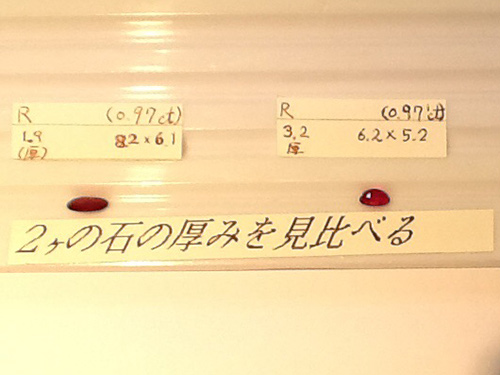 R (0.97ct)
1.9 8.2×6.1
(厚)
R (0.97ct)
3.2 6.2×5.2
厚
2ヶの石の厚みを見比べる